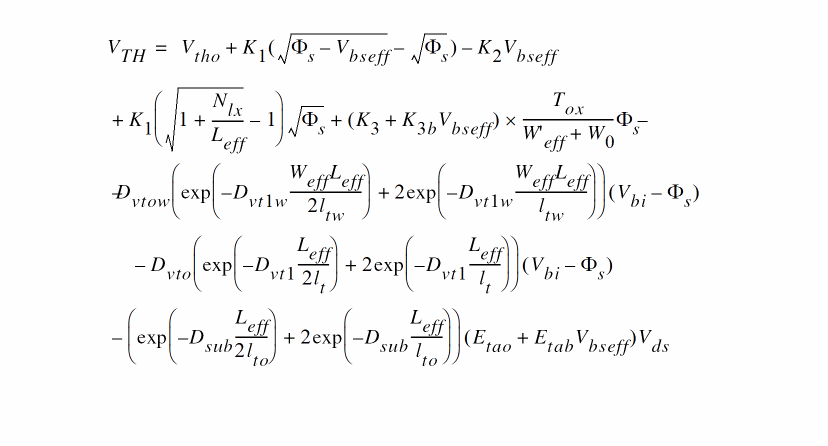 V_TH = V_tho + K_1(√(Φ_s – V_bseff) – √Φ_s) – K_2V_bseff
+ K_1(√(1 + N_lx/L_eff) – 1)√Φ_s + (K_3 + K_3bV_bseff) × T_ox/(W'_eff + W_0)Φ_s–
–D_vtow(exp(–D_vt1w W_effL_eff/2l_tw) + 2exp(–D_vt1w W_effL_eff/l_tw))(V_bi – Φ_s)
– D_vto(exp(–D_vt1 L_eff/2l_t) + 2exp(–D_vt1 L_eff/l_t))(V_bi – Φ_s)
– (exp(–D_sub L_eff/2l_to) + 2exp(–D_sub L_eff/l_to))(E_tao + E_tabV_bseff)V_ds